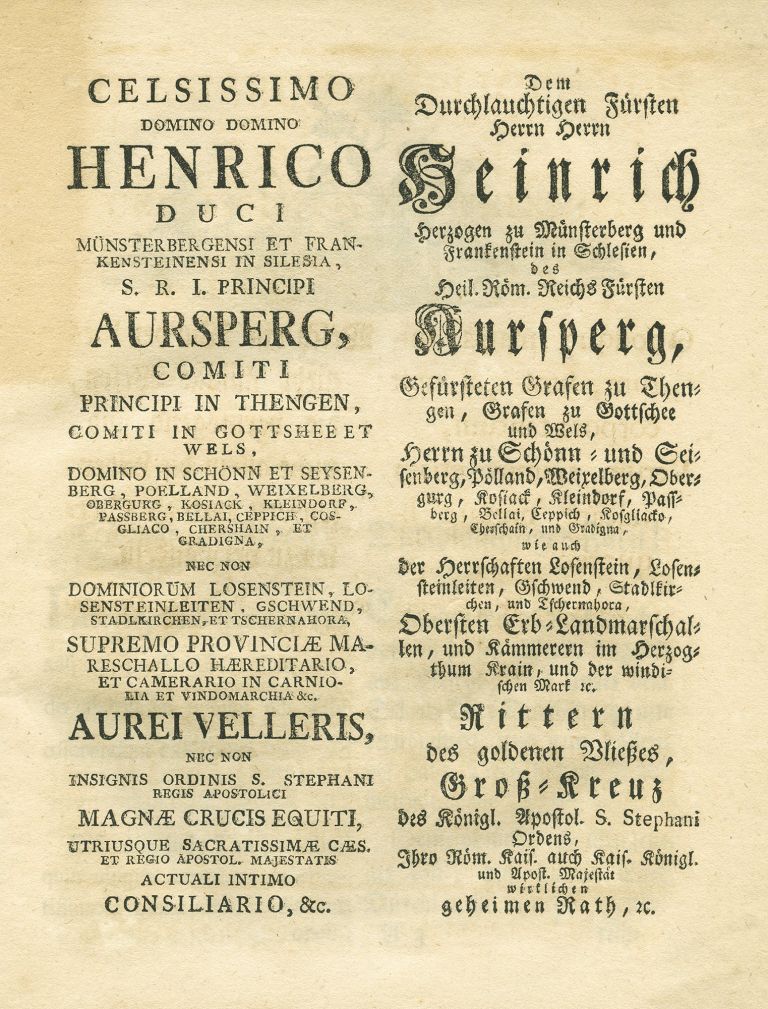 CELSISSIMO
DOMINO DOMINO
HENRICO
DUCI
MÜNSTERBERGENSI ET FRAN-
KENSTEINENSI IN SILESIA,
S. R. I. PRINCIPI
AURSPERG,
COMITI
PRINCIPI IN THENGEN,
COMITI IN GOTTSHEE ET
WELS,
DOMINO IN SCHÖNN ET SEYSEN-
BERG, POELLAND, WEIXELBERG,
OBERGURG, KOSIACK, KLEINDORF,
PASSBERG, BELLAI, CEPPICH, COS-
GLIACO, CHERSHAIN, ET
GRADIGNA,
NEC NON
DOMINIORUM LOSENSTEIN, LO-
SENSTEINLEITEN, GSCHWEND,
STADLKIRCHEN, ET TSCHERNAHORA,
SUPREMO PROVINCIÆ MA-
RESCHALLO HÆREDITARIO,
ET CAMERARIO IN CARNIO-
LIA ET VINDOMARCHIA &c.
AUREI VELLERIS,
NEC NON
INSIGNIS ORDINIS S. STEPHANI
REGIS APOSTOLICI
MAGNÆ CRUCIS EQUITI,
UTRIUSQUE SACRATISSIMÆ CÆS.
ET REGIO APOSTOL. MAJESTATIS
ACTUALI INTIMO
CONSILIARIO, &c.
Dem
Durchlauchtigen Fürſten
Herrn Herrn
Heinrich
Herzogen zu Münſterberg und
Frankenſtein in Schleſien,
des
Heil. Röm. Reichs Fürſten
Aurſperg,
Gefürſteten Grafen zu Then-
gen, Grafen zu Gottſchee
und Wels,
Herrn zu Schönn- und Sei-
ſenberg, Pölland, Weixelberg, Ober-
gurg, Koſiack, Kleindorf, Paſſ-
berg, Bellai, Ceppich, Koſgliacko,
Cherſchain, und Gradigna,
wie auch
der Herrſchaften Loſenſtein, Loſen-
ſteinleiten, Gſchwend, Stadlkir-
chen, und Tſchernahora,
Oberſten Erb-Landmarſchal-
len, und Kämmerern im Herzog-
thum Krain, und der windi-
ſchen Mark ꝛc.
Rittern
des goldenen Vließes,
Groß-Kreuz
des Königl. Apoſtol. S. Stephani
Ordens,
Ihro Röm. Kaiſ. auch Kaiſ. Königl.
und Apoſt. Majeſtät
wirklichen
geheimen Rath, ꝛc.